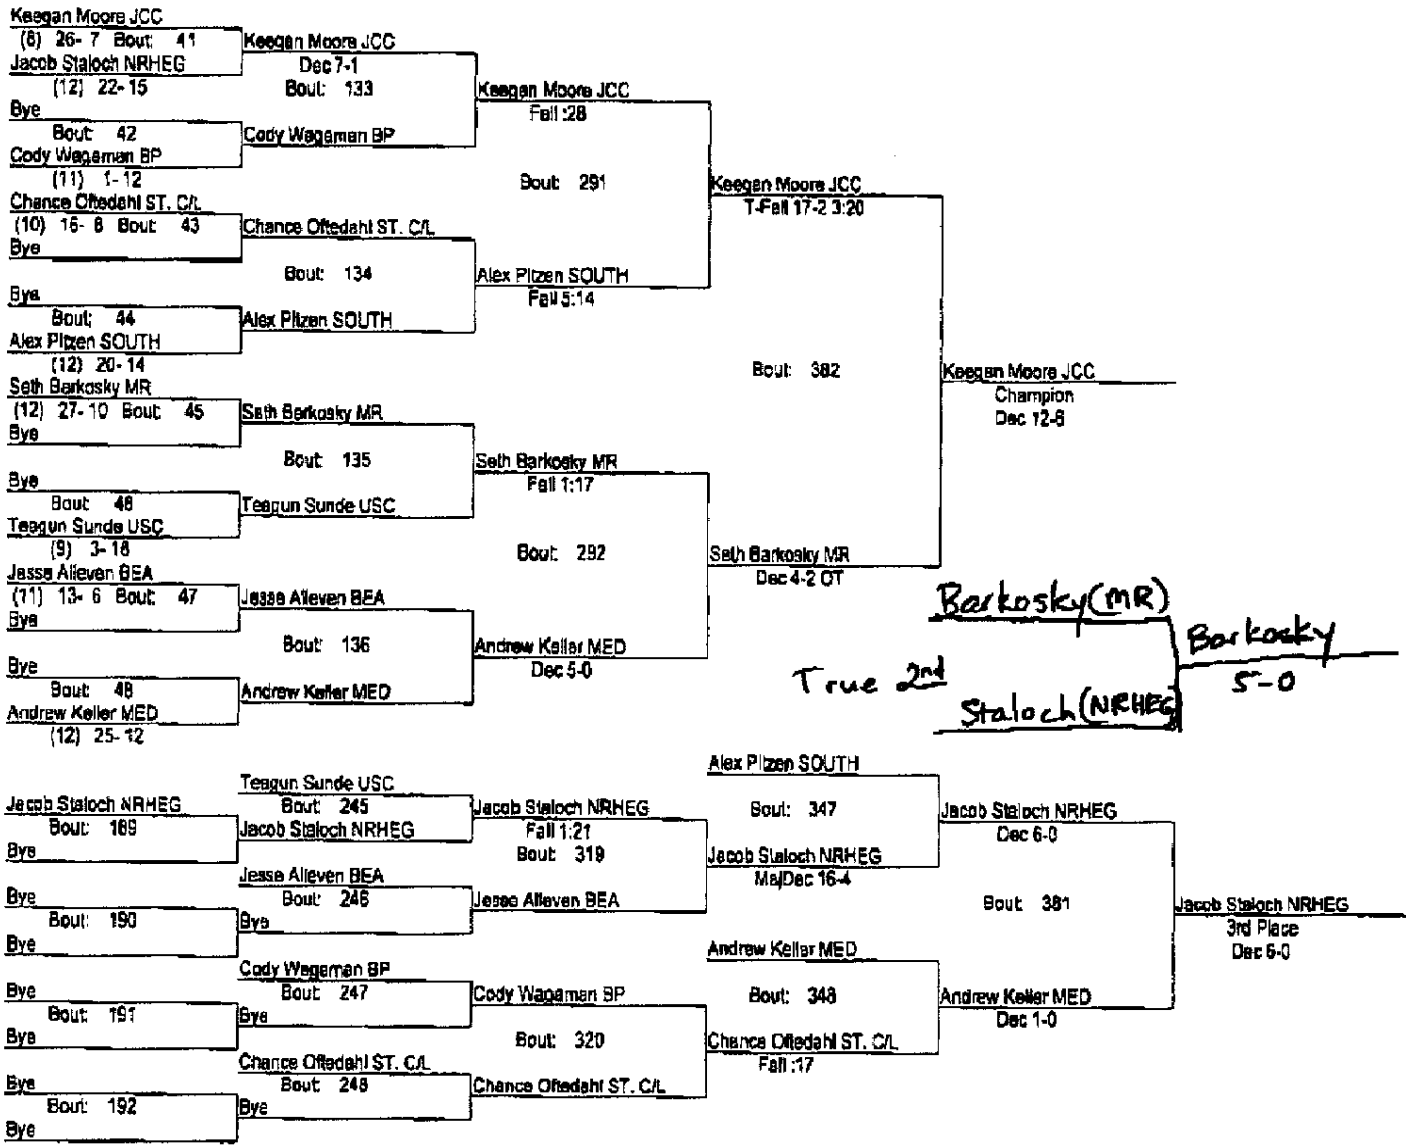 Keegan Moore JCC
(8) 26- 7 Bout: 41
Jacob Staloch NRHEG
(12) 22-15
Bye
Bout: 42
Cody Wagaman BP
(11) 1-12
Chance Oftedahl ST. C/L
(10) 15- 8 Bout: 43
Bye
Bye
Bout: 44
Alex Pitzen SOUTH
(12) 20-14
Seth Barkosky MR
(12) 27-10 Bout: 45
Bye
Bye
Bout: 46
Teagun Sunde USC
(9) 3-18
Jesse Alleven BEA
(11) 13- 6 Bout: 47
Bye
Bye
Bout: 48
Andrew Keller MED
(12) 25-12
Keegan Moore JCC
Dec 7-1
Bout: 133
Cody Wagaman BP
Chance Oftedahl ST. C/L
Bout: 134
Alex Pitzen SOUTH
Seth Barkosky MR
Bout: 135
Teagun Sunde USC
Jesse Alleven BEA
Bout: 136
Andrew Keller MED
Keegan Moore JCC
Fall :28
Bout: 291
Alex Pitzen SOUTH
Fall 5:14
Seth Barkosky MR
Fall 1:17
Bout: 292
Andrew Keller MED
Dec 5-0
Keegan Moore JCC
T-Fall 17-2 3:20
Bout: 382
Seth Barkosky MR
Dec 4-2 OT
Keegan Moore JCC
Champion
Dec 12-6
Barkosky (MR)
True 2nd
Staloch (NRHEG)
Barkosky
5-0
Jacob Staloch NRHEG
Bout: 189
Bye
Bye
Bout: 190
Bye
Bye
Bout: 191
Bye
Bye
Bout: 192
Bye
Teagun Sunde USC
Bout: 245
Jacob Staloch NRHEG
Jesse Alleven BEA
Bout: 246
Bye
Cody Wagaman BP
Bout: 247
Bye
Chance Oftedahl ST. C/L
Bout: 248
Bye
Jacob Staloch NRHEG
Fall 1:21
Bout: 319
Jesse Alleven BEA
Cody Wagaman BP
Bout: 320
Chance Oftedahl ST. C/L
Alex Pitzen SOUTH
Bout: 347
Jacob Staloch NRHEG
MajDec 16-4
Andrew Keller MED
Bout: 348
Chance Oftedahl ST. C/L
Fall :17
Jacob Staloch NRHEG
Dec 6-0
Bout: 381
Andrew Keller MED
Dec 1-0
Jacob Staloch NRHEG
3rd Place
Dec 6-0